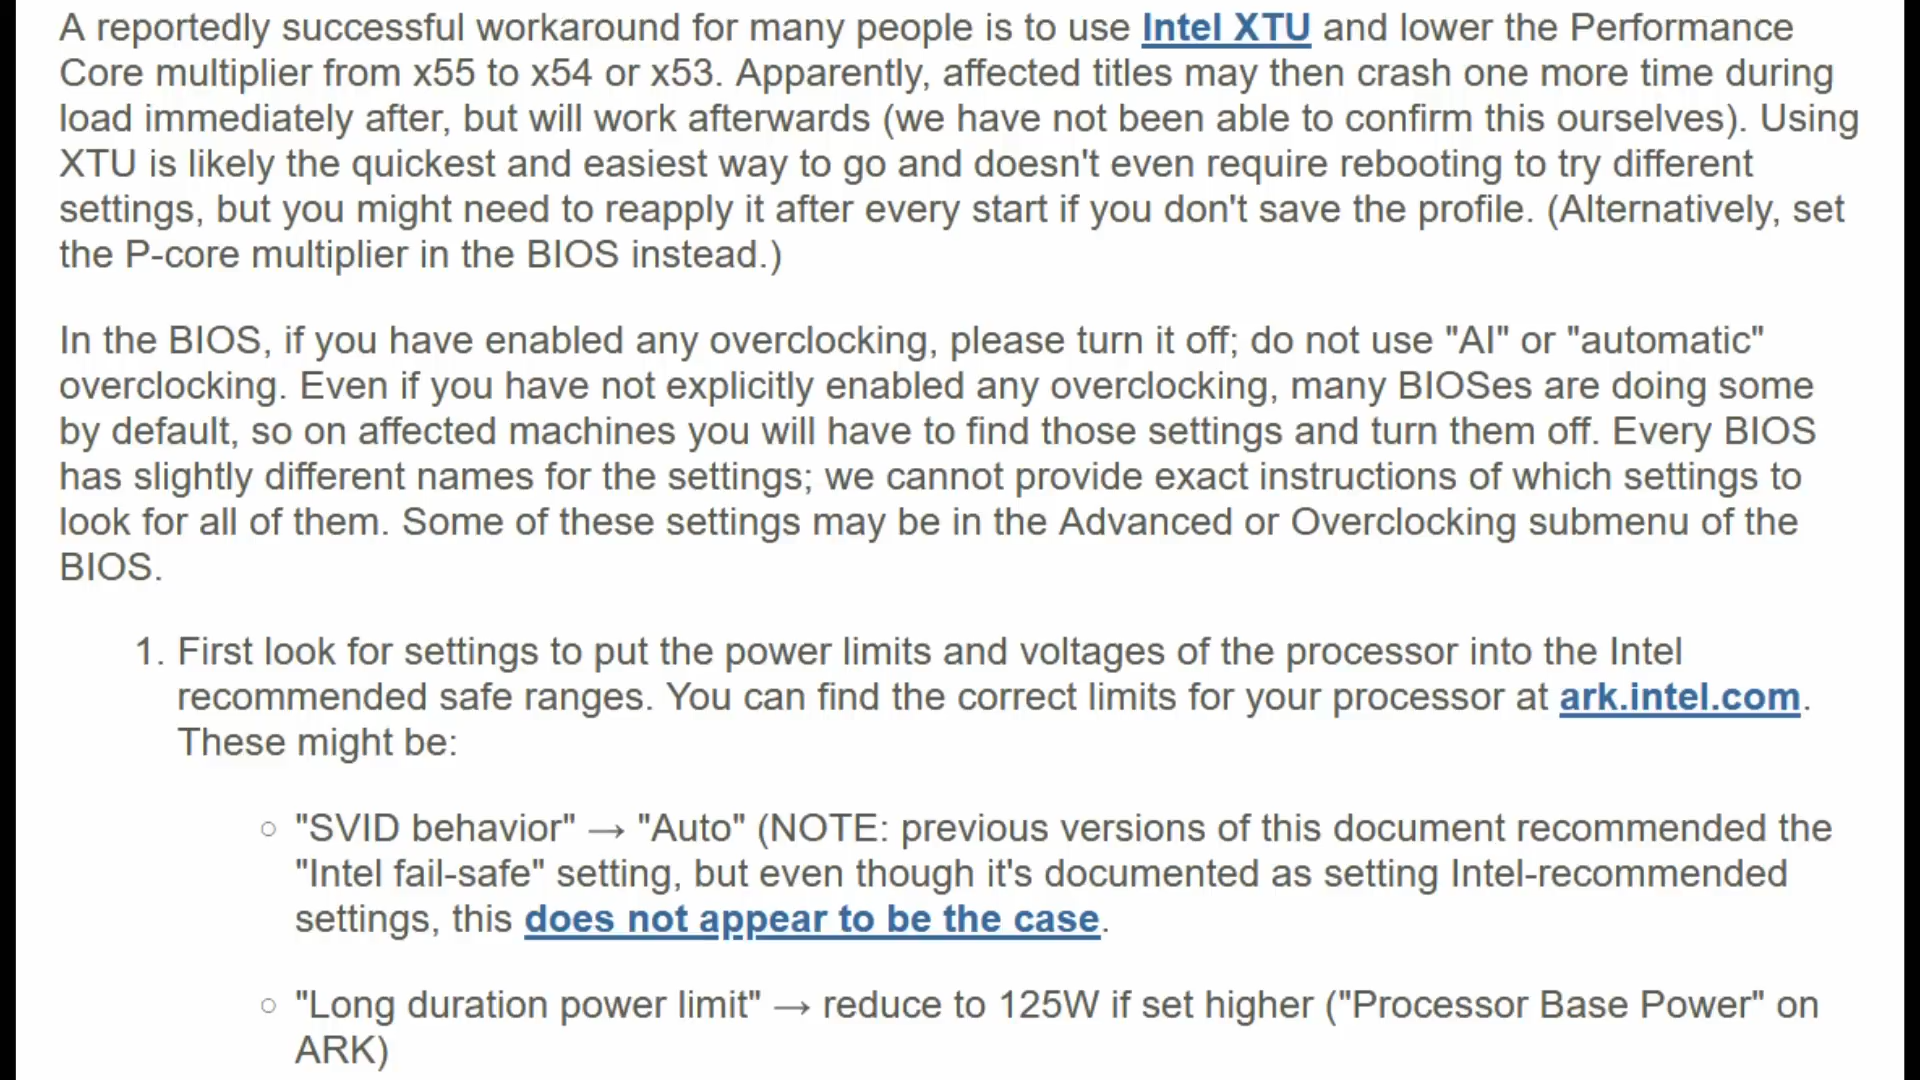 A reportedly successful workaround for many people is to use Intel XTU and lower the Performance
Core multiplier from x55 to x54 or x53. Apparently, affected titles may then crash one more time during
load immediately after, but will work afterwards (we have not been able to confirm this ourselves). Using
XTU is likely the quickest and easiest way to go and doesn't even require rebooting to try different
settings, but you might need to reapply it after every start if you don't save the profile. (Alternatively, set
the P-core multiplier in the BIOS instead.)
In the BIOS, if you have enabled any overclocking, please turn it off; do not use "AI" or "automatic"
overclocking. Even if you have not explicitly enabled any overclocking, many BIOSes are doing some
by default, so on affected machines you will have to find those settings and turn them off. Every BIOS
has slightly different names for the settings; we cannot provide exact instructions of which settings to
look for all of them. Some of these settings may be in the Advanced or Overclocking submenu of the
BIOS.
1. First look for settings to put the power limits and voltages of the processor into the Intel
recommended safe ranges. You can find the correct limits for your processor at ark.intel.com.
These might be:
○ "SVID behavior" → "Auto" (NOTE: previous versions of this document recommended the
"Intel fail-safe" setting, but even though it's documented as setting Intel-recommended
settings, this does not appear to be the case.
○ "Long duration power limit" → reduce to 125W if set higher ("Processor Base Power" on
ARK)